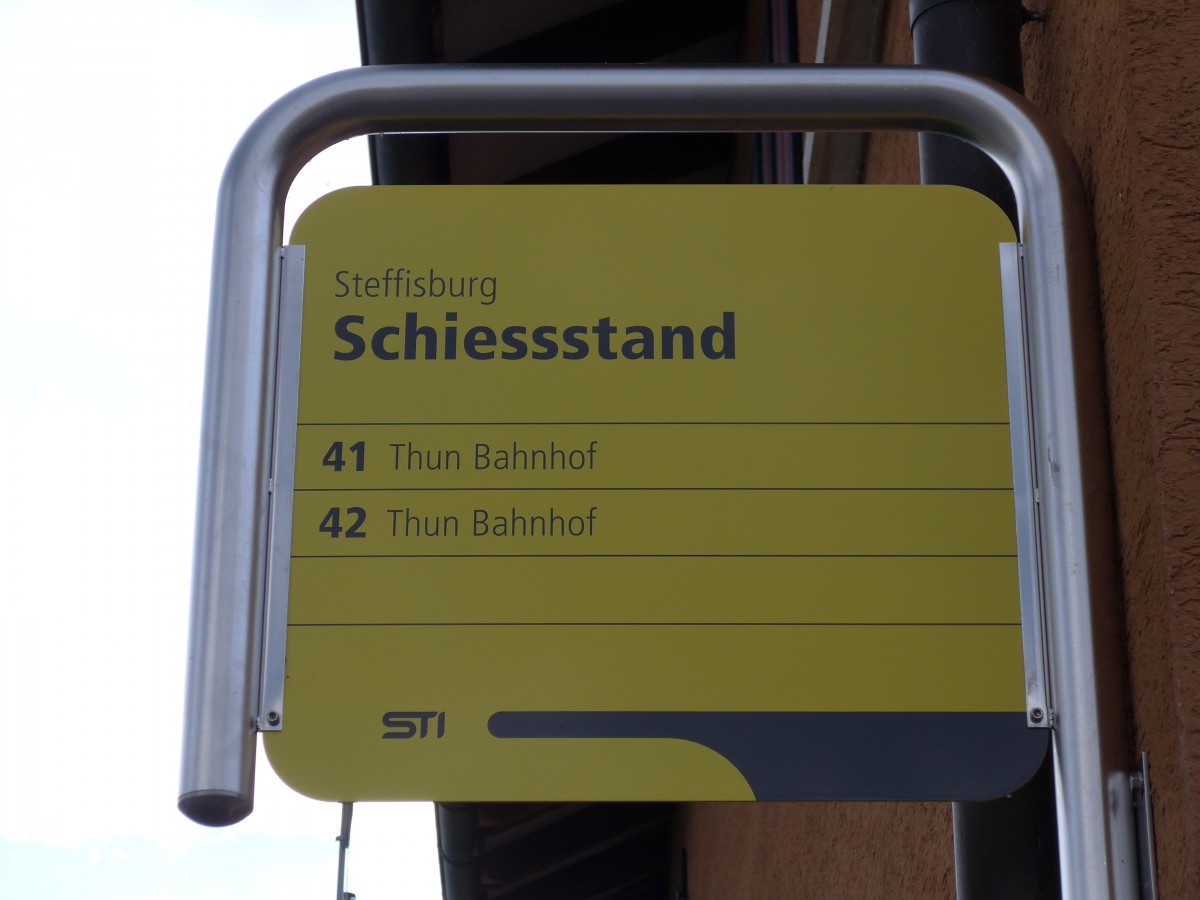 Steffisburg
Schiessstand
41 Thun Bahnhof
42 Thun Bahnhof
STI